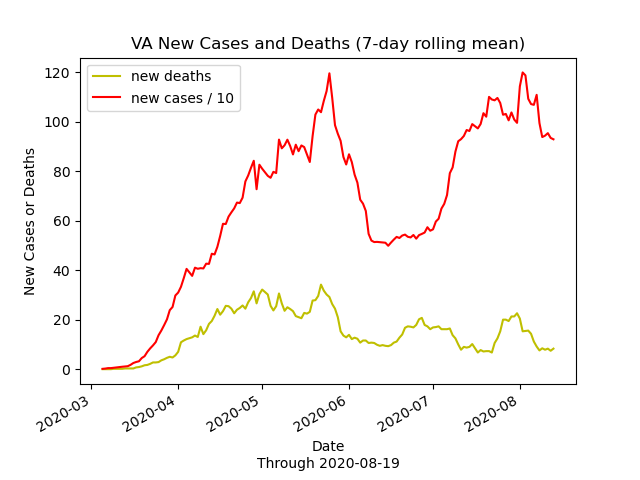 VA New Cases and Deaths (7-day rolling mean)
new deaths
new cases / 10
120
100
80
60
40
20
0
New Cases or Deaths
2020-03
2020-04
2020-05
2020-06
2020-07
2020-08
Date
Through 2020-08-19